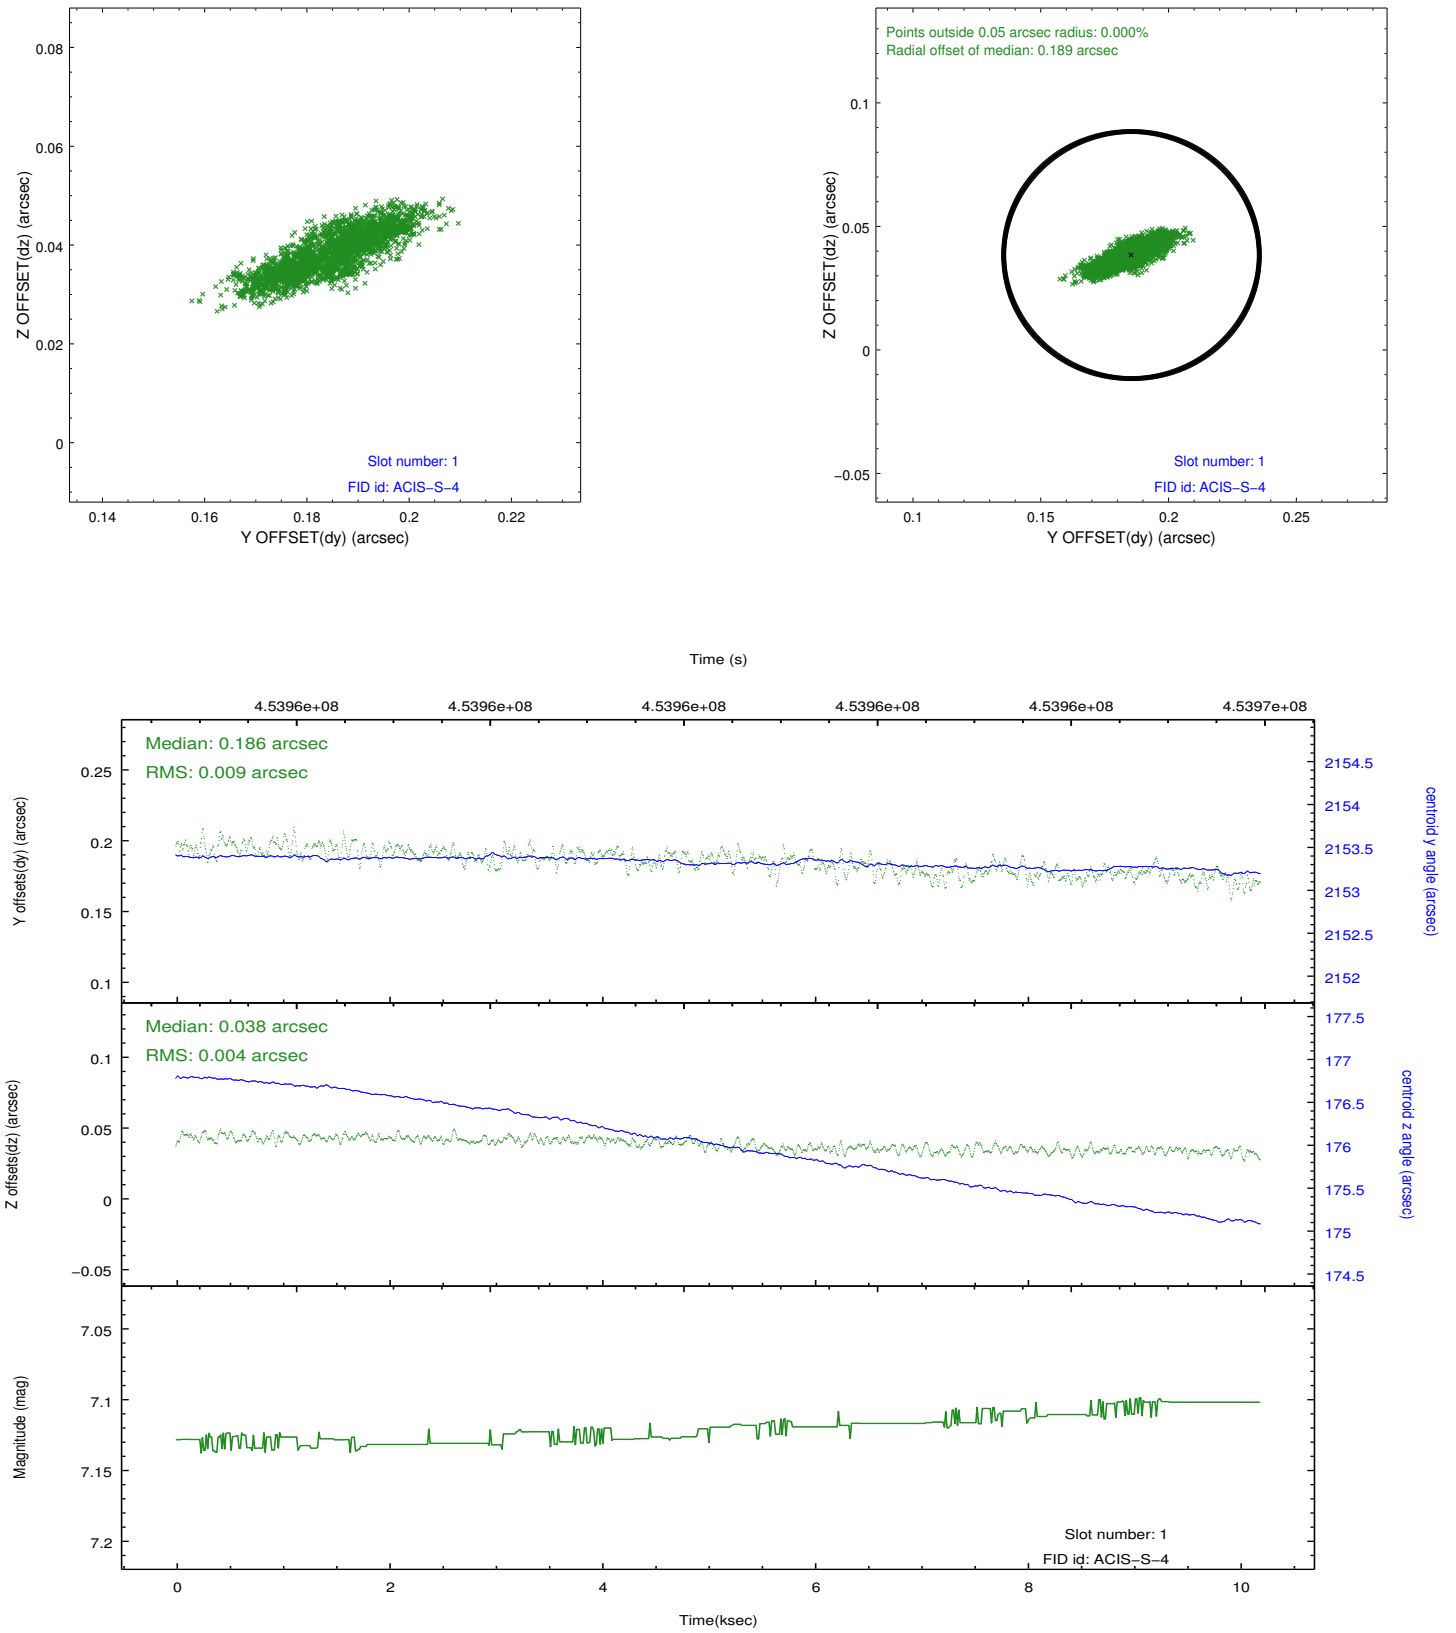 0.08
0.06
0.04
0.02
0
Z OFFSET(dz) (arcsec)
Slot number: 1
FID id: ACIS−S−4
0.14 0.16 0.18 0.2 0.22
Y OFFSET(dy) (arcsec)
Points outside 0.05 arcsec radius: 0.000%
Radial offset of median: 0.189 arcsec
0.1
0.05
0
−0.05
Z OFFSET(dz) (arcsec)
Slot number: 1
FID id: ACIS−S−4
0.1 0.15 0.2 0.25
Y OFFSET(dy) (arcsec)
Time (s)
4.5396e+08 4.5396e+08 4.5396e+08 4.5396e+08 4.5396e+08 4.5397e+08
Median: 0.186 arcsec
RMS: 0.009 arcsec
0.25
0.2
0.15
0.1
Y offsets(dy) (arcsec)
2154.5
2154
2153.5
2153
2152.5
2152
centroid y angle (arcsec)
Median: 0.038 arcsec
RMS: 0.004 arcsec
0.1
0.05
0
−0.05
Z offsets(dz) (arcsec)
177.5
177
176.5
176
175.5
175
174.5
centroid z angle (arcsec)
7.05
7.1
7.15
7.2
Magnitude (mag)
Slot number: 1
FID id: ACIS−S−4
0 2 4 6 8 10
Time(ksec)